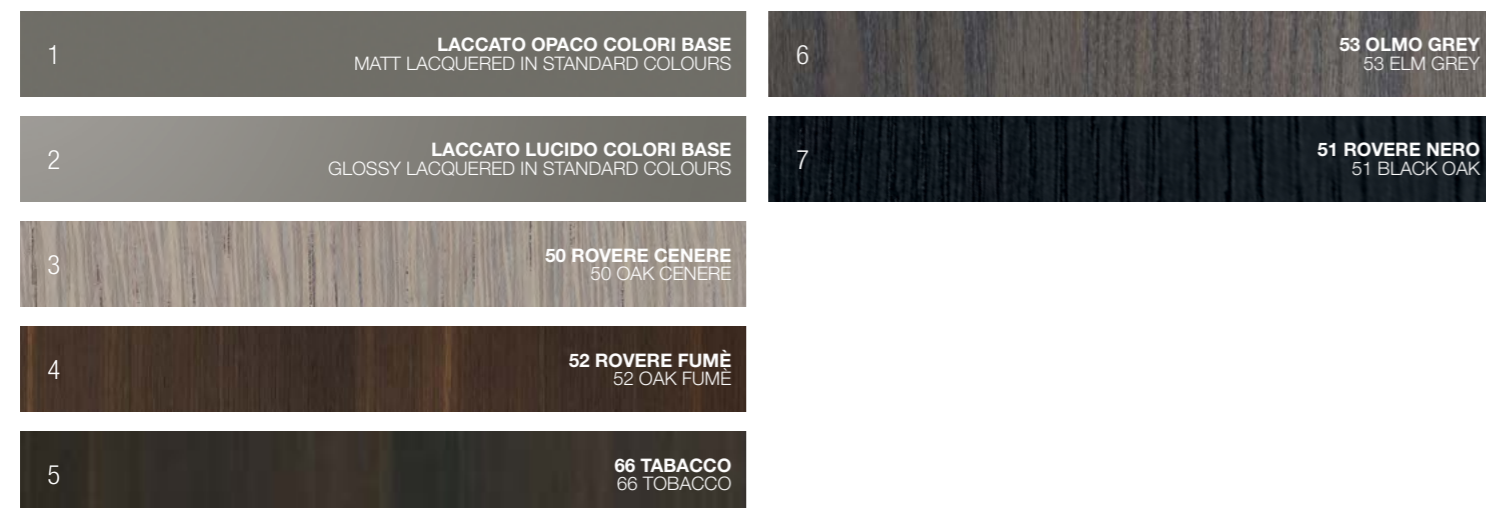 1
LACCATO OPACO COLORI BASE
MATT LACQUERED IN STANDARD COLOURS
2
LACCATO LUCIDO COLORI BASE
GLOSSY LACQUERED IN STANDARD COLOURS
3
50 ROVERE CENERE
50 OAK CENERE
4
52 ROVERE FUMÈ
52 OAK FUMÈ
5
66 TABACCO
66 TOBACCO
6
53 OLMO GREY
53 ELM GREY
7
51 ROVERE NERO
51 BLACK OAK